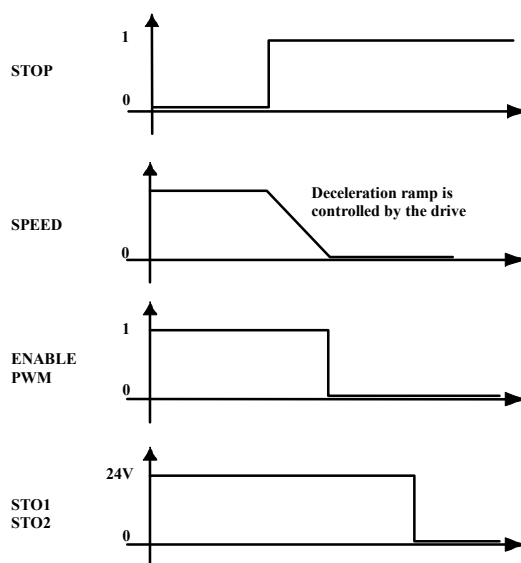 1
STOP
0
Deceleration ramp is
controlled by the drive
SPEED
0
1
ENABLE
PWM
0
24V
STO1
STO2
0